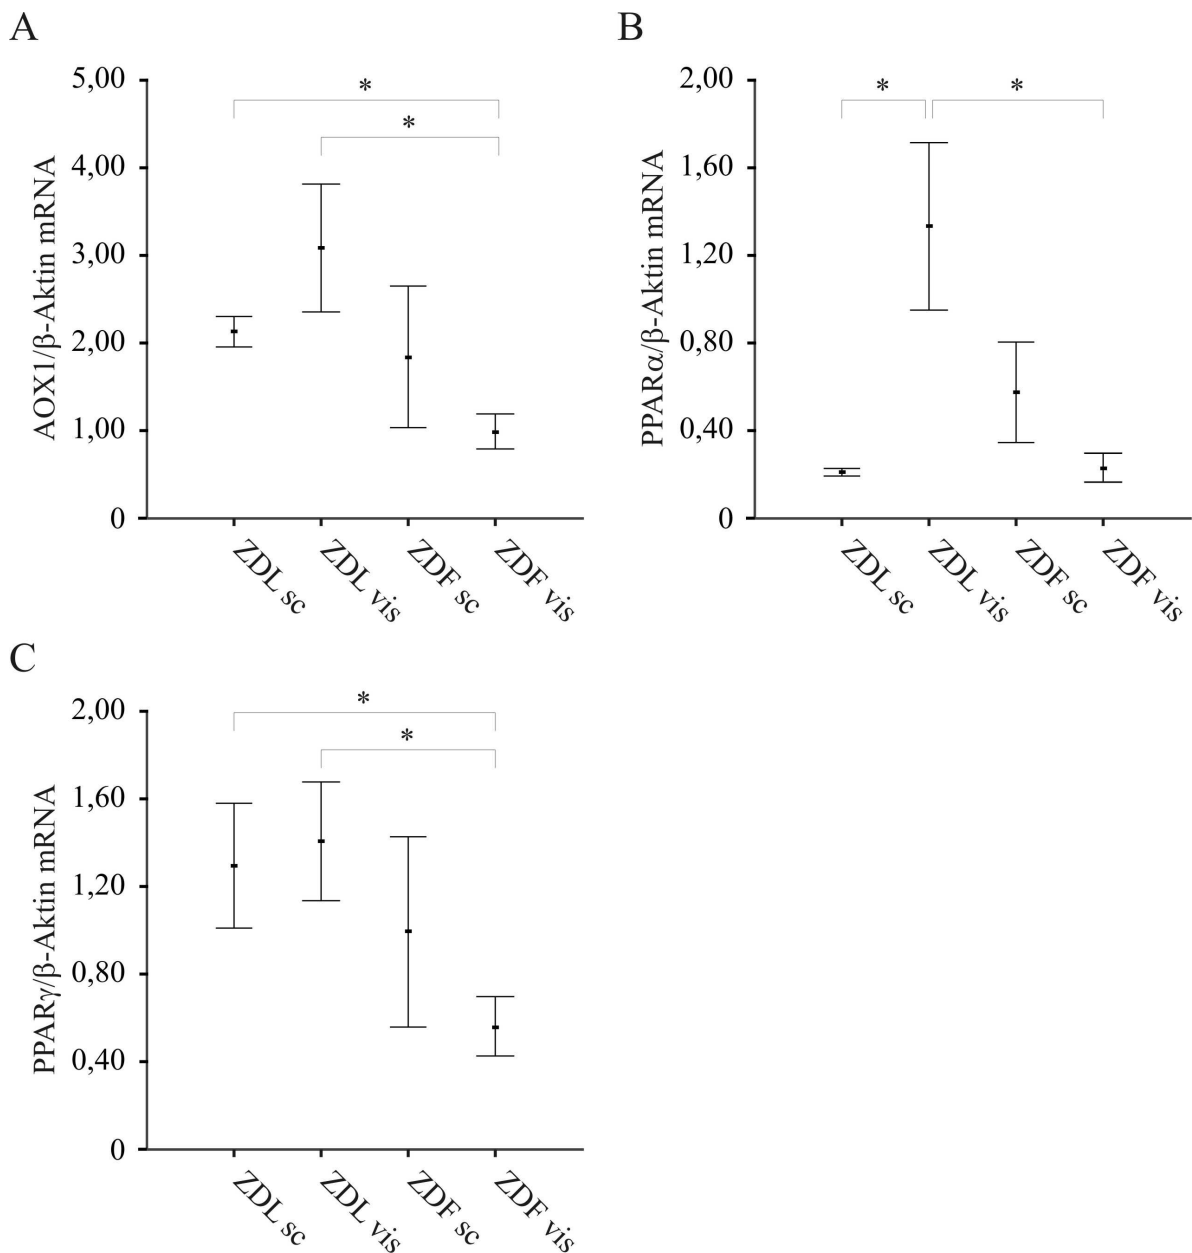 A
AOX1/β-Aktin mRNA
5,00
4,00
3,00
2,00
1,00
0
*
*
ZDL sc
ZDL vis
ZDF sc
ZDF vis
B
PPARα/β-Aktin mRNA
2,00
1,60
1,20
0,80
0,40
0
*
*
ZDL sc
ZDL vis
ZDF sc
ZDF vis
C
PPARγ/β-Aktin mRNA
2,00
1,60
1,20
0,80
0,40
0
*
*
ZDL sc
ZDL vis
ZDF sc
ZDF vis